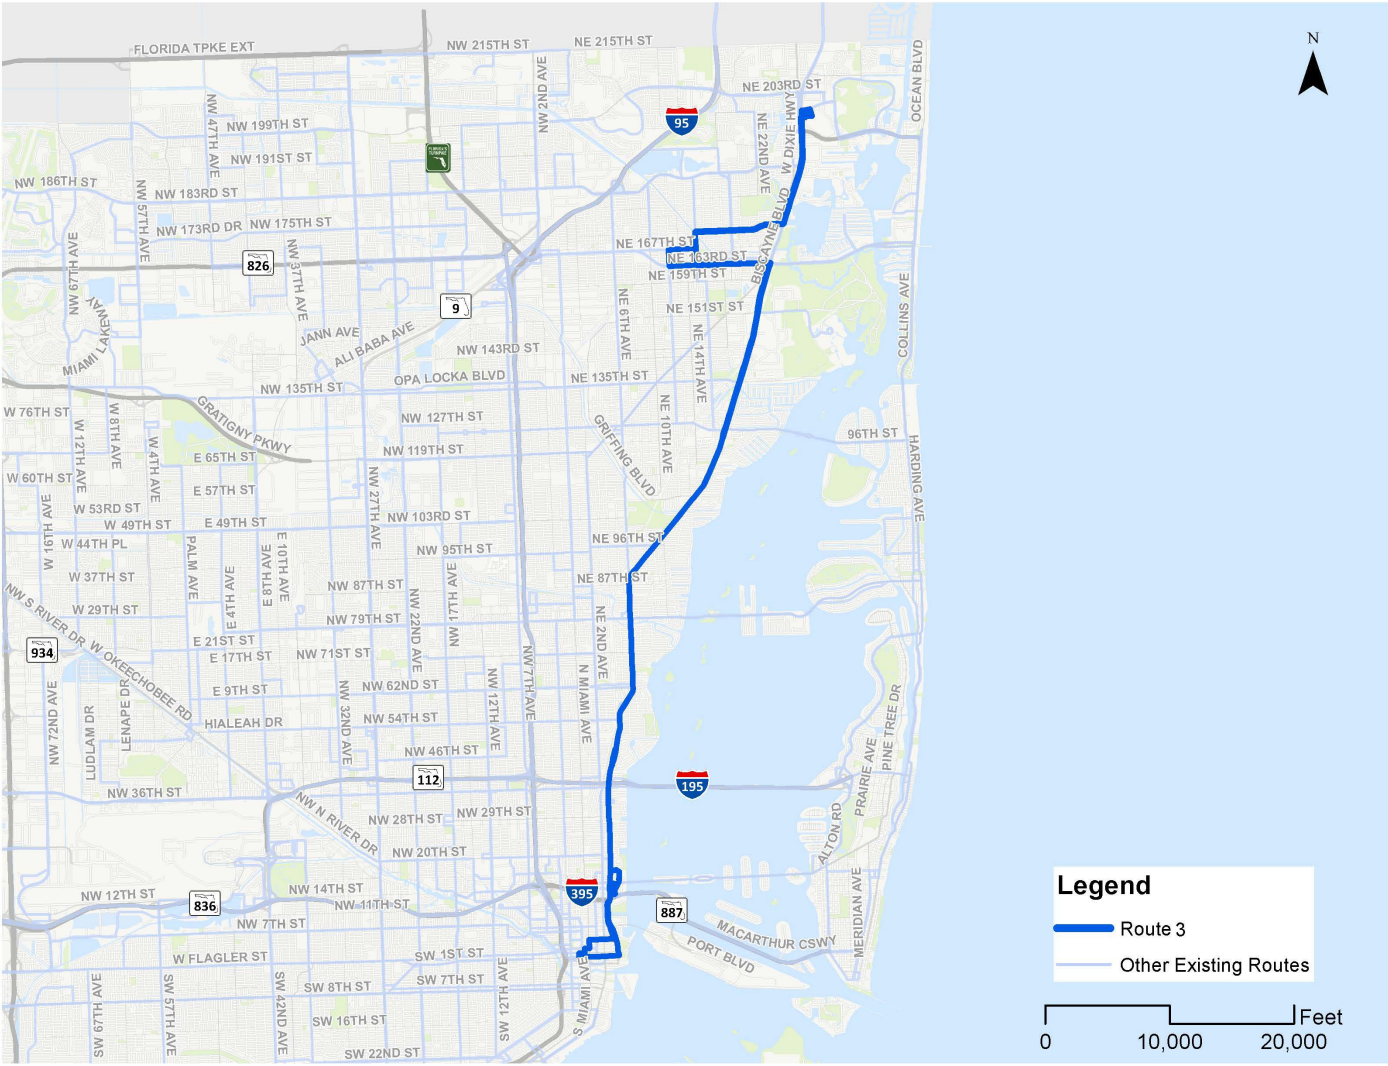 FLORIDA TPKE EXT
NW 215TH ST
NE 215TH ST
N
OCEAN BLVD
NW 2ND AVE
NE 203RD ST
W DIXIE HWY
95
NW 47TH AVE
NW 199TH ST
NE 22ND AVE
FLORIDA'S
TURNPIKE
NW 191ST ST
NW 186TH ST
NW 183RD ST
NW 57TH AVE
NW 173RD DR
NW 175TH ST
BISCAYNE BLVD
NE 167TH ST
NE 163RD ST
NE 159TH ST
826
NW 37TH AVE
NW 67TH AVE
9
NE 151ST ST
NE 6TH AVE
COLLINS AVE
JANN AVE
ALI BABA AVE
MIAMI LAKEWAY
NW 143RD ST
NE 14TH AVE
OPA LOCKA BLVD
NE 135TH ST
NW 135TH ST
W 76TH ST
W 8TH AVE
GRATIGNY PKWY
NW 127TH ST
NE 10TH AVE
GRIFFING BLVD
W 12TH AVE
W 4TH AVE
96TH ST
HARDING AVE
NW 119TH ST
E 65TH ST
W 60TH ST
E 57TH ST
NW 27TH AVE
W 16TH AVE
W 53RD ST
W 49TH ST
E 49TH ST
NW 103RD ST
W 44TH PL
PALM AVE
E 10TH AVE
E 8TH AVE
NW 95TH ST
NE 96TH ST
W 37TH ST
E 4TH AVE
NW 87TH ST
NW 17TH AVE
NE 87TH ST
NW S RIVER DR
W 29TH ST
NW 22ND AVE
NW 79TH ST
NE 2ND AVE
E 21ST ST
934
W OKEECHOBEE RD
E 17TH ST
NW 71ST ST
NW 7TH AVE
N MIAMI AVE
NW 72ND AVE
LUDLAM DR
LENAPE DR
E 9TH ST
NW 32ND AVE
NW 62ND ST
NW 12TH AVE
PINE TREE DR
HIALEAH DR
NW 54TH ST
NW 46TH ST
PRAIRIE AVE
112
195
NW 36TH ST
NW N RIVER DR
NW 28TH ST
NW 29TH ST
ALTON RD
NW 20TH ST
NW 12TH ST
NW 14TH ST
395
836
NW 11TH ST
887
MERIDIAN AVE
NW 7TH ST
MACARTHUR CSWY
PORT BLVD
W FLAGLER ST
SW 1ST ST
SW 67TH AVE
SW 57TH AVE
SW 42ND AVE
SW 8TH ST
SW 7TH ST
SW 12TH AVE
S MIAMI AVE
SW 16TH ST
SW 22ND ST
Legend
Route 3
Other Existing Routes
Feet
0
10,000
20,000